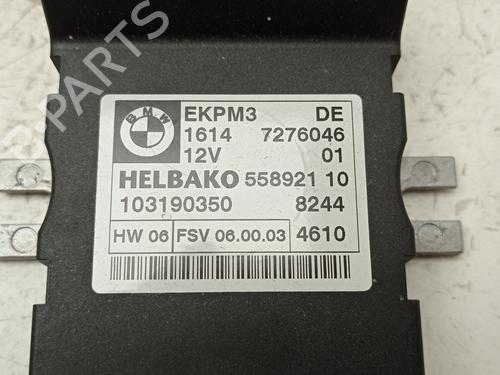 B-PARTS
BMW
EKPM3 DE
1614 7276046
12V 01
HELBAKO 558921 10
103190350 8244
HW 06 FSV 06.00.03 4610